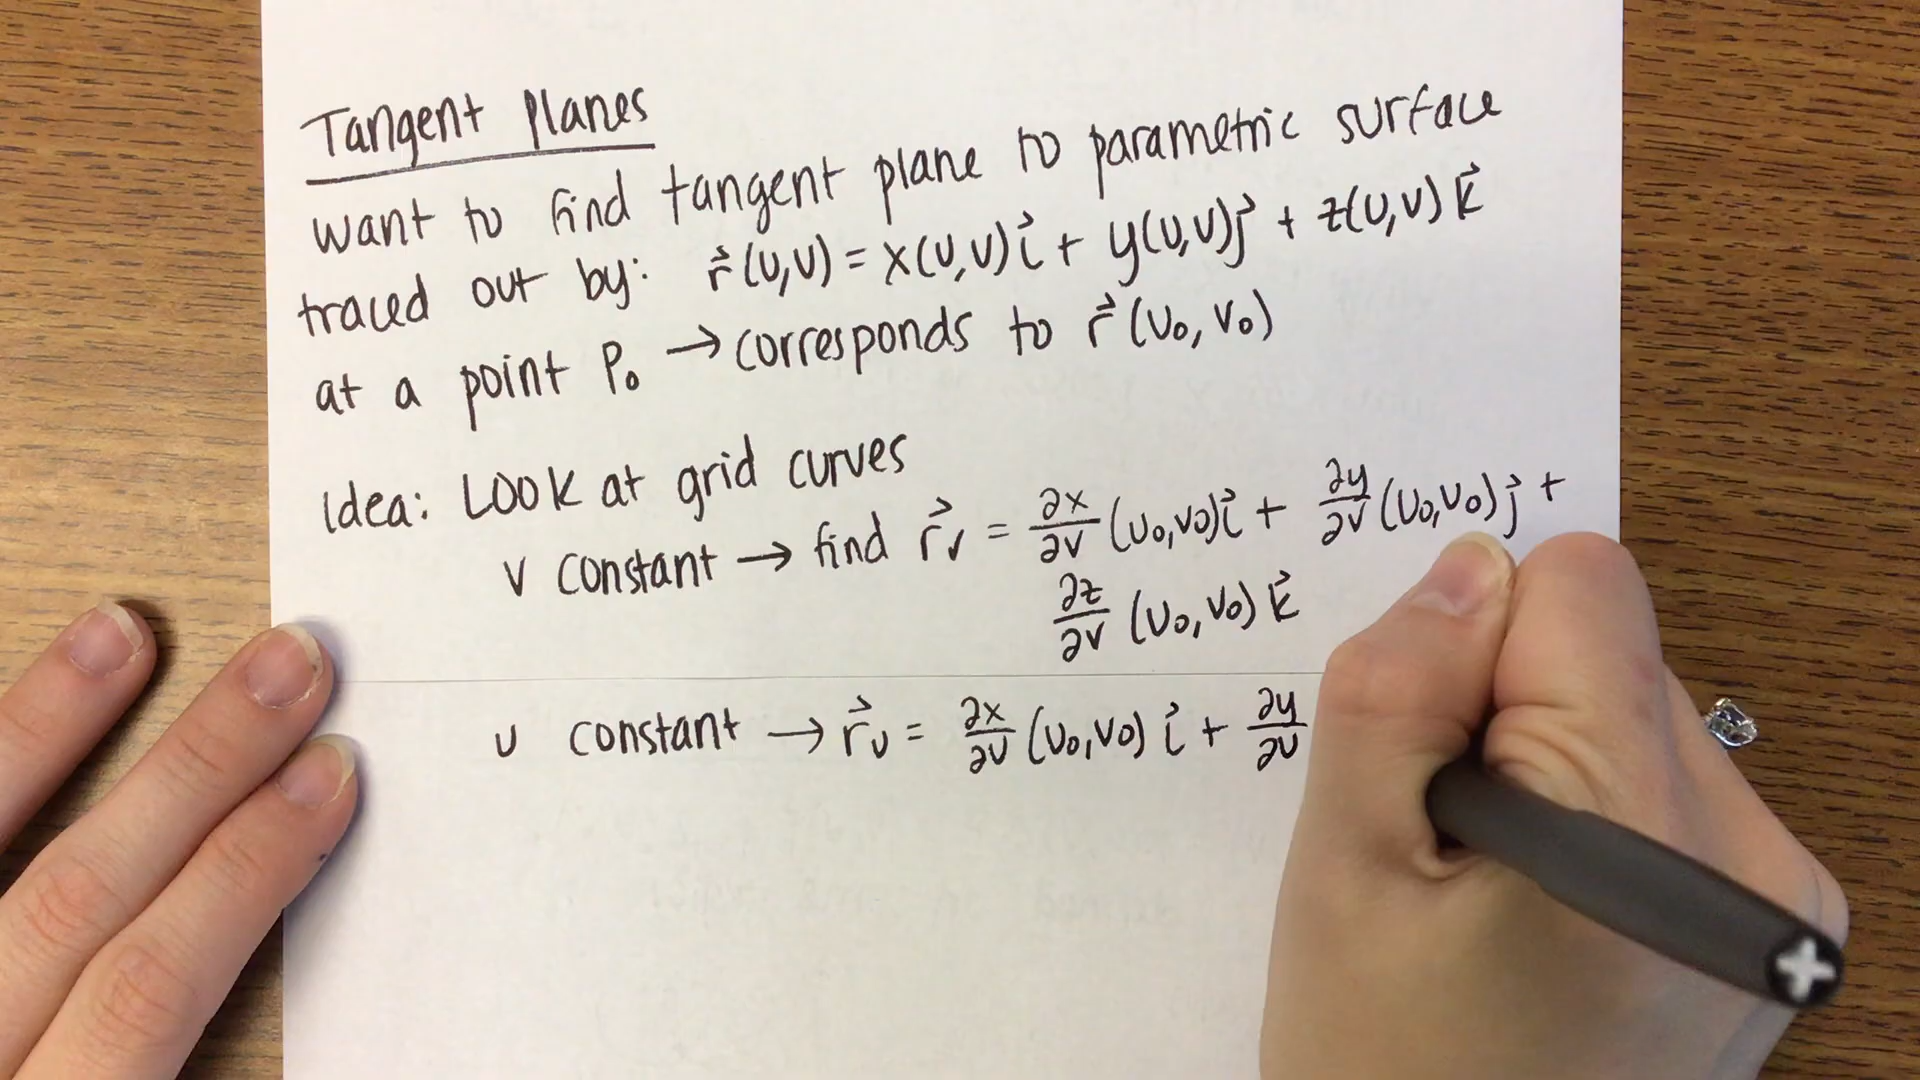 Tangent Planes
want to find tangent plane to parametric surface
traced out by: r⃗(u,v) = x(u,v)i⃗ + y(u,v)j⃗ + z(u,v)k⃗
at a point P₀ → corresponds to r⃗(u₀, v₀)
Idea: Look at grid curves
v constant → find r⃗ᵥ = ∂x/∂v (u₀,v₀)i⃗ + ∂y/∂v (u₀,v₀)j⃗ +
∂z/∂v (u₀, v₀) k⃗
u constant → r⃗ᵤ = ∂x/∂u (u₀,v₀) i⃗ + ∂y/∂u